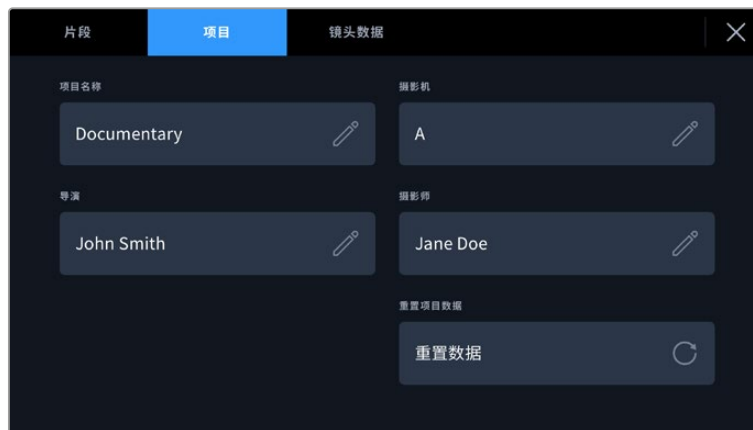 片段 项目 镜头数据
项目名称 摄影机
Documentary A
导演 摄影师
John Smith Jane Doe
重置项目数据
重置数据